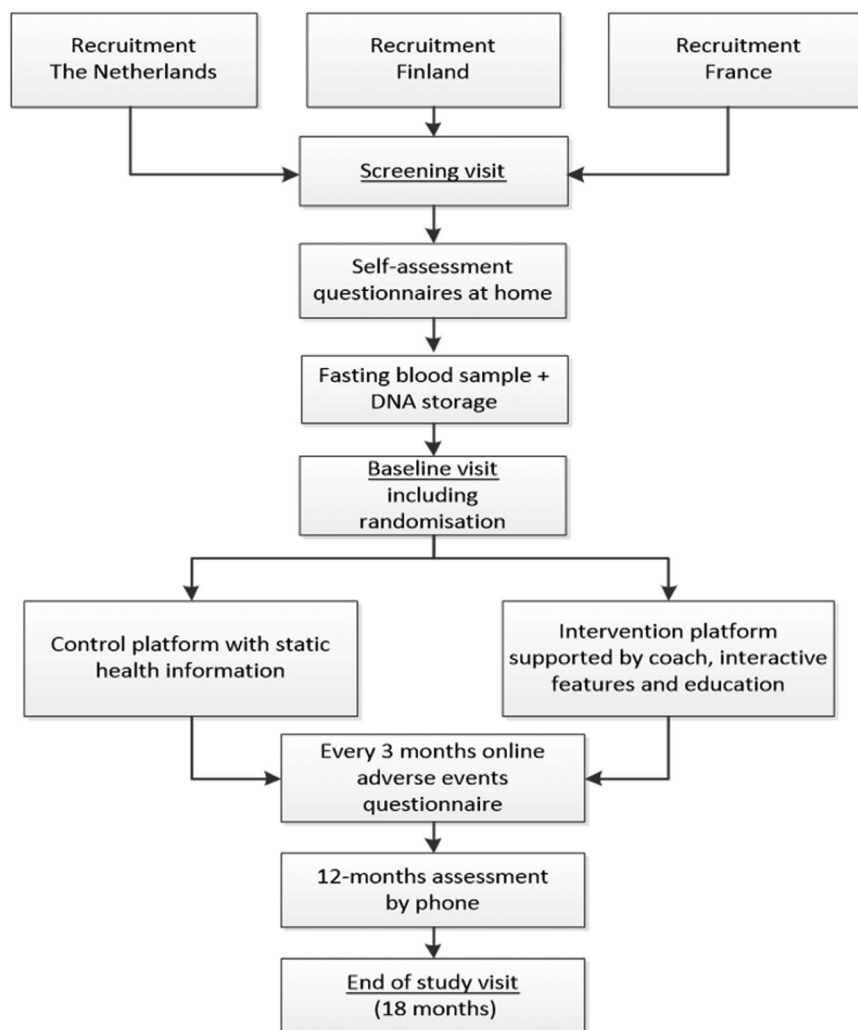 Recruitment
The Netherlands
Recruitment
Finland
Recruitment
France
Screening visit
Self-assessment
questionnaires at home
Fasting blood sample +
DNA storage
Baseline visit
including
randomisation
Control platform with static
health information
Intervention platform
supported by coach, interactive
features and education
Every 3 months online
adverse events
questionnaire
12-months assessment
by phone
End of study visit
(18 months)